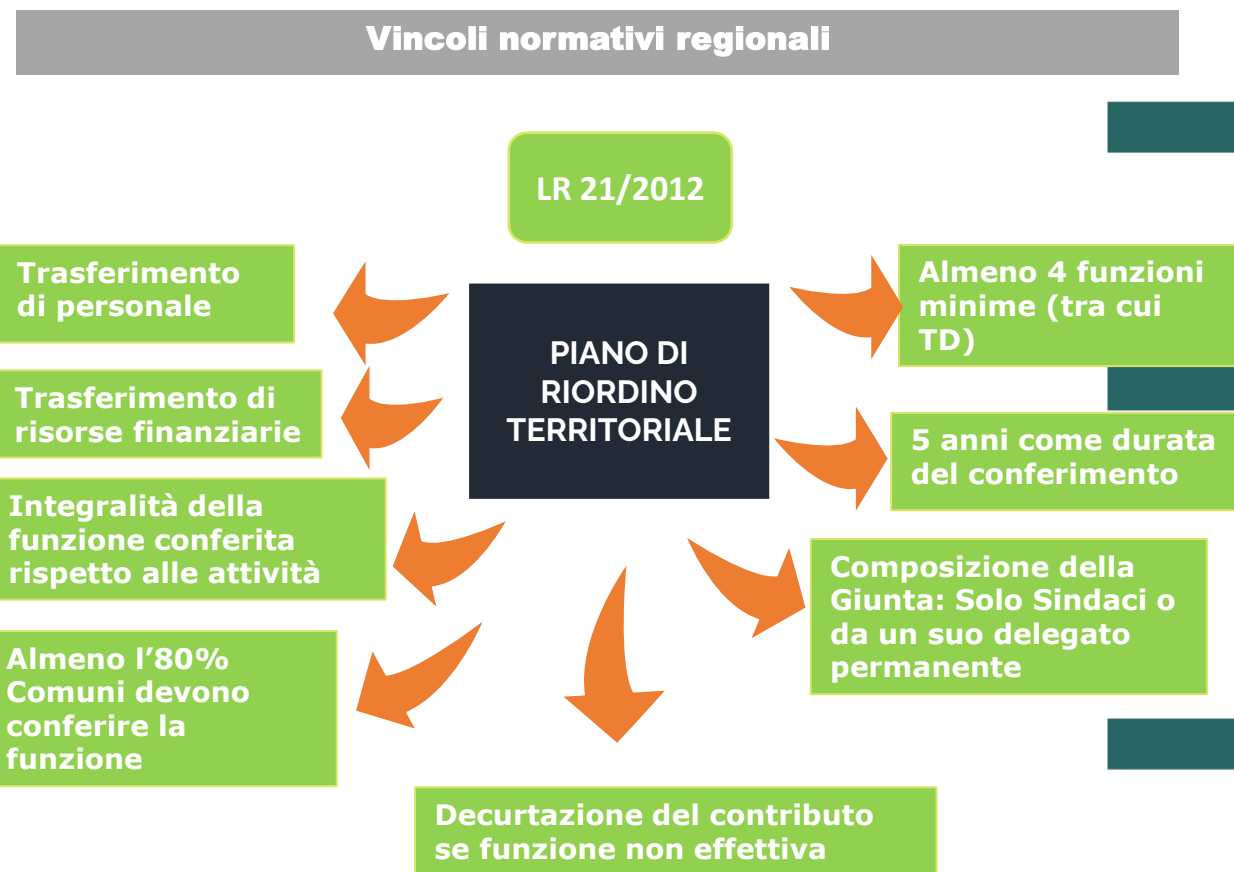 Vincoli normativi regionali
LR 21/2012
Trasferimento
di personale
Trasferimento di
risorse finanziarie
Integralità della
funzione conferita
rispetto alle attività
Almeno l'80%
Comuni devono
conferire la
funzione
PIANO DI
RIORDINO
TERRITORIALE
Almeno 4 funzioni
minime (tra cui
TD)
5 anni come durata
del conferimento
Composizione della
Giunta: Solo Sindaci o
da un suo delegato
permanente
Decurtazione del contributo
se funzione non effettiva